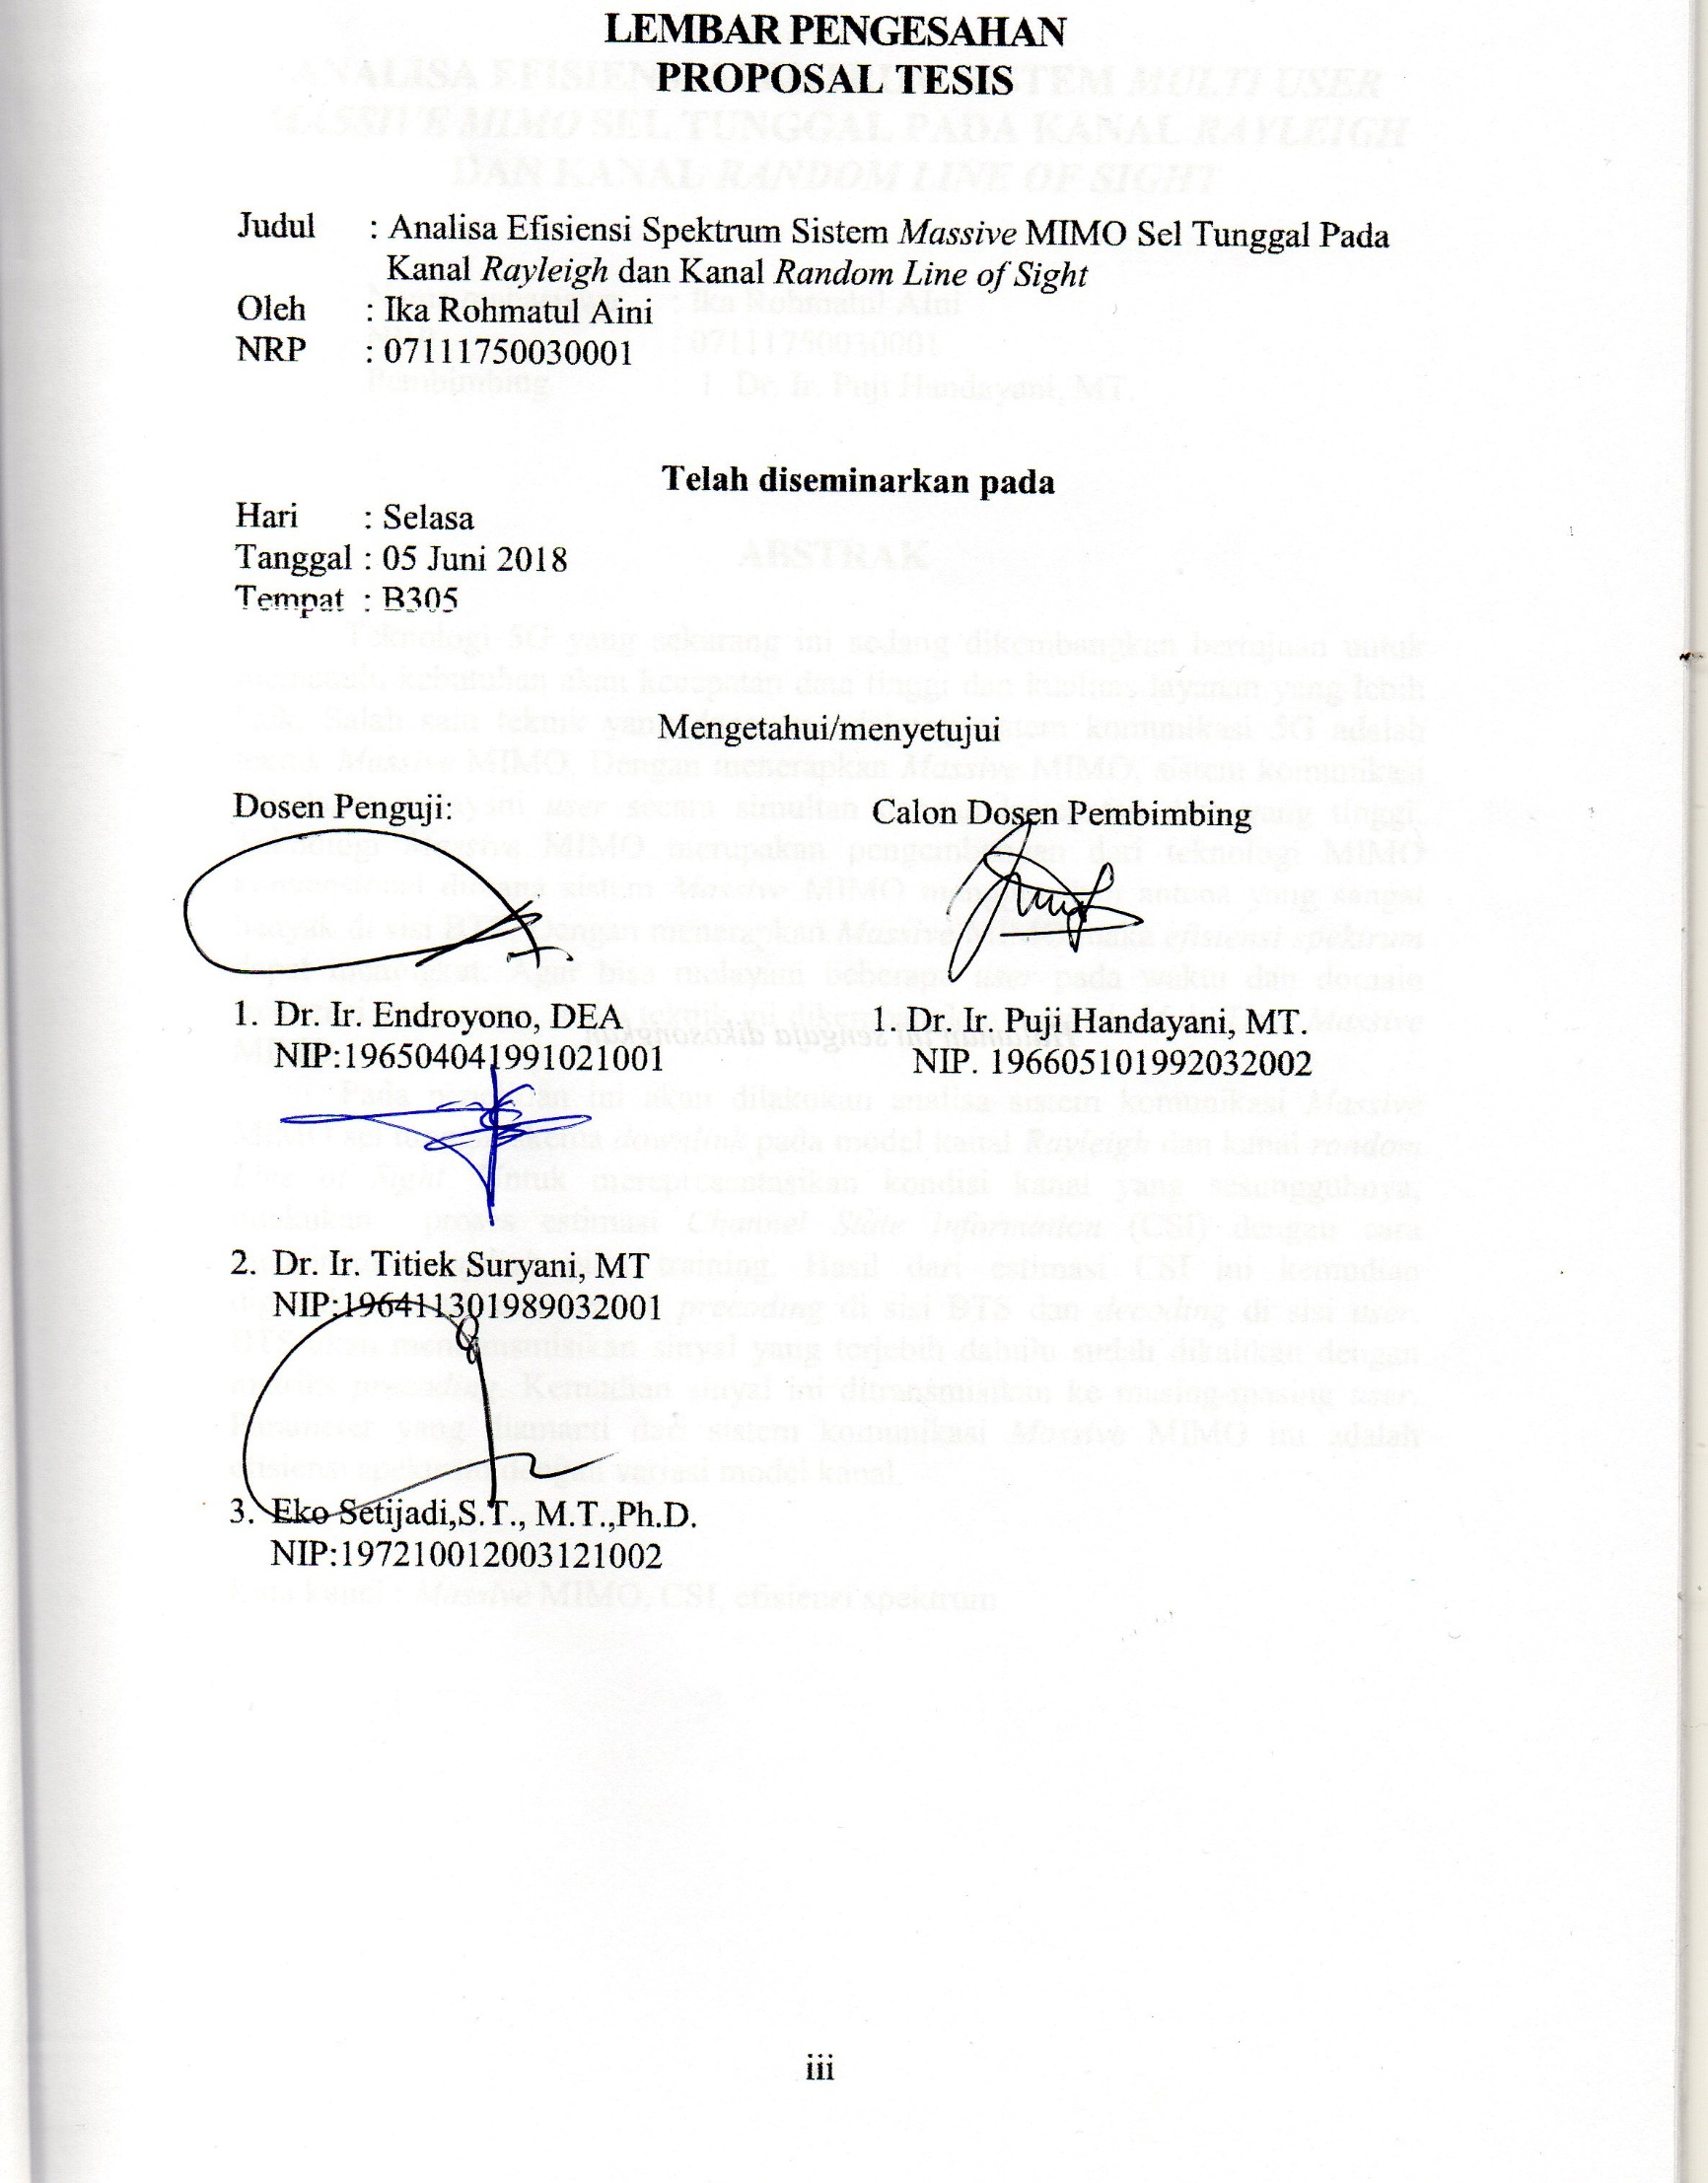 LEMBAR PENGESAHAN
PROPOSAL TESIS
Judul : Analisa Efisiensi Spektrum Sistem Massive MIMO Sel Tunggal Pada
Kanal Rayleigh dan Kanal Random Line of Sight
Oleh : Ika Rohmatul Aini
NRP : 07111750030001
Telah diseminarkan pada
Hari : Selasa
Tanggal : 05 Juni 2018
Tempat : B305
Mengetahui/menyetujui
Dosen Penguji:
Calon Dosen Pembimbing
1. Dr. Ir. Endroyono, DEA
NIP:196504041991021001
1. Dr. Ir. Puji Handayani, MT.
NIP. 196605101992032002
2. Dr. Ir. Titiek Suryani, MT
NIP:196411301989032001
3. Eko Setijadi,S.T., M.T.,Ph.D.
NIP:197210012003121002
iii